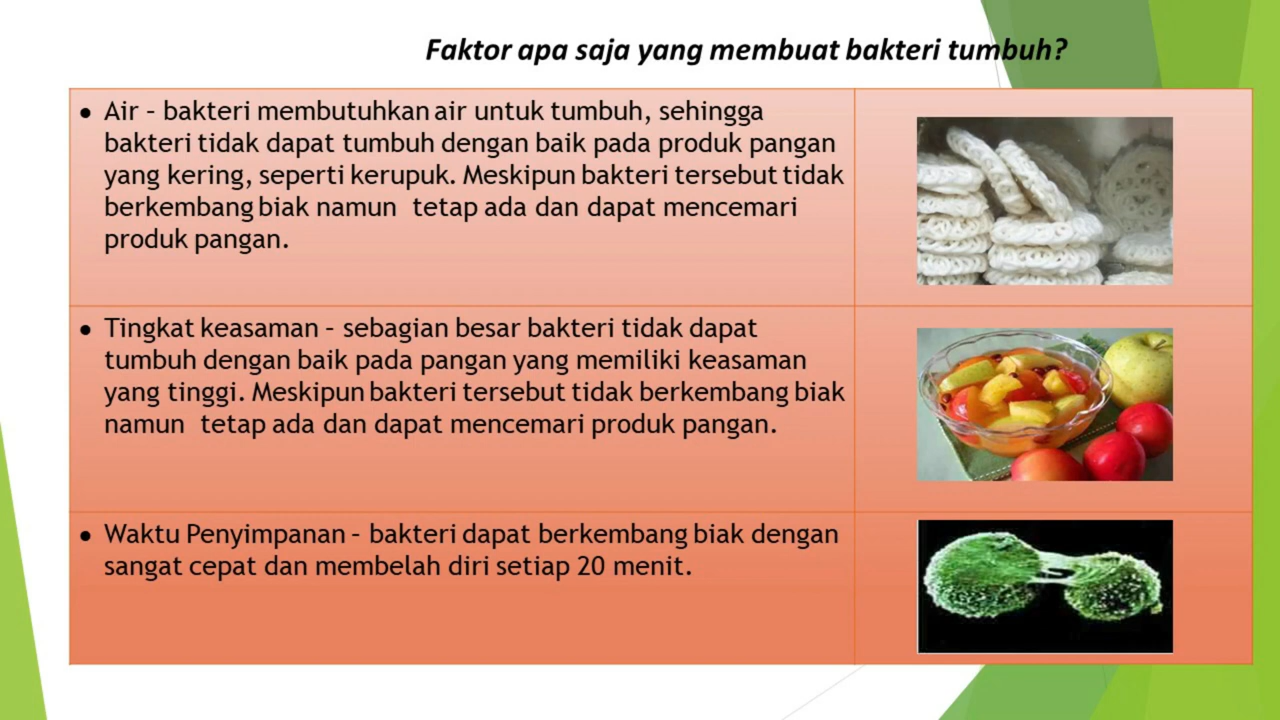 Faktor apa saja yang membuat bakteri tumbuh?
• Air – bakteri membutuhkan air untuk tumbuh, sehingga
bakteri tidak dapat tumbuh dengan baik pada produk pangan
yang kering, seperti kerupuk. Meskipun bakteri tersebut tidak
berkembang biak namun  tetap ada dan dapat mencemari
produk pangan.
• Tingkat keasaman – sebagian besar bakteri tidak dapat
tumbuh dengan baik pada pangan yang memiliki keasaman
yang tinggi. Meskipun bakteri tersebut tidak berkembang biak
namun  tetap ada dan dapat mencemari produk pangan.
• Waktu Penyimpanan – bakteri dapat berkembang biak dengan
sangat cepat dan membelah diri setiap 20 menit.